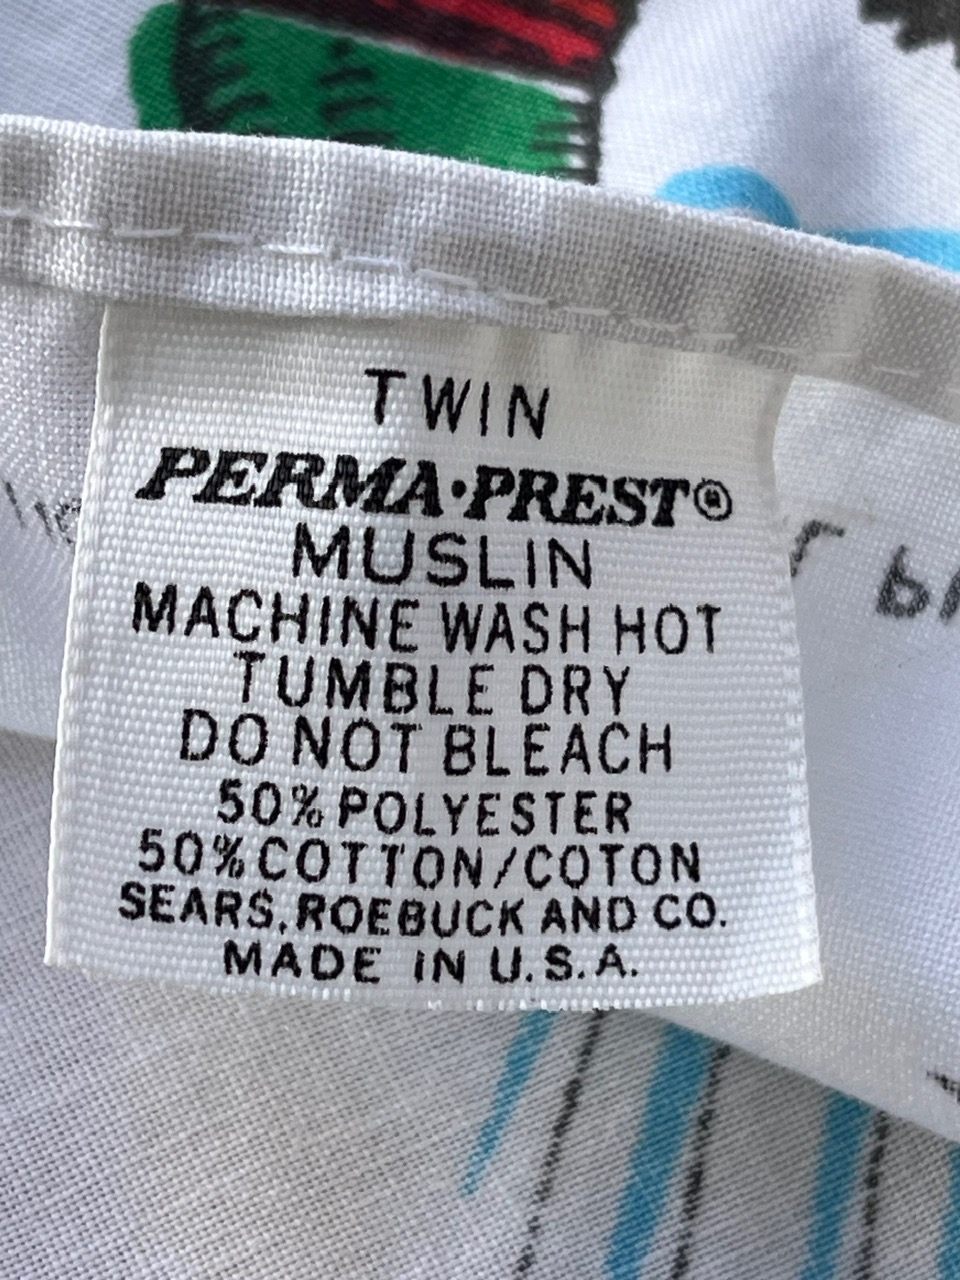 TWIN
PERMA·PREST®
MUSLIN
MACHINE WASH HOT
TUMBLE DRY
DO NOT BLEACH
50% POLYESTER
50% COTTON/COTON
SEARS, ROEBUCK AND CO.
MADE IN U.S.A.